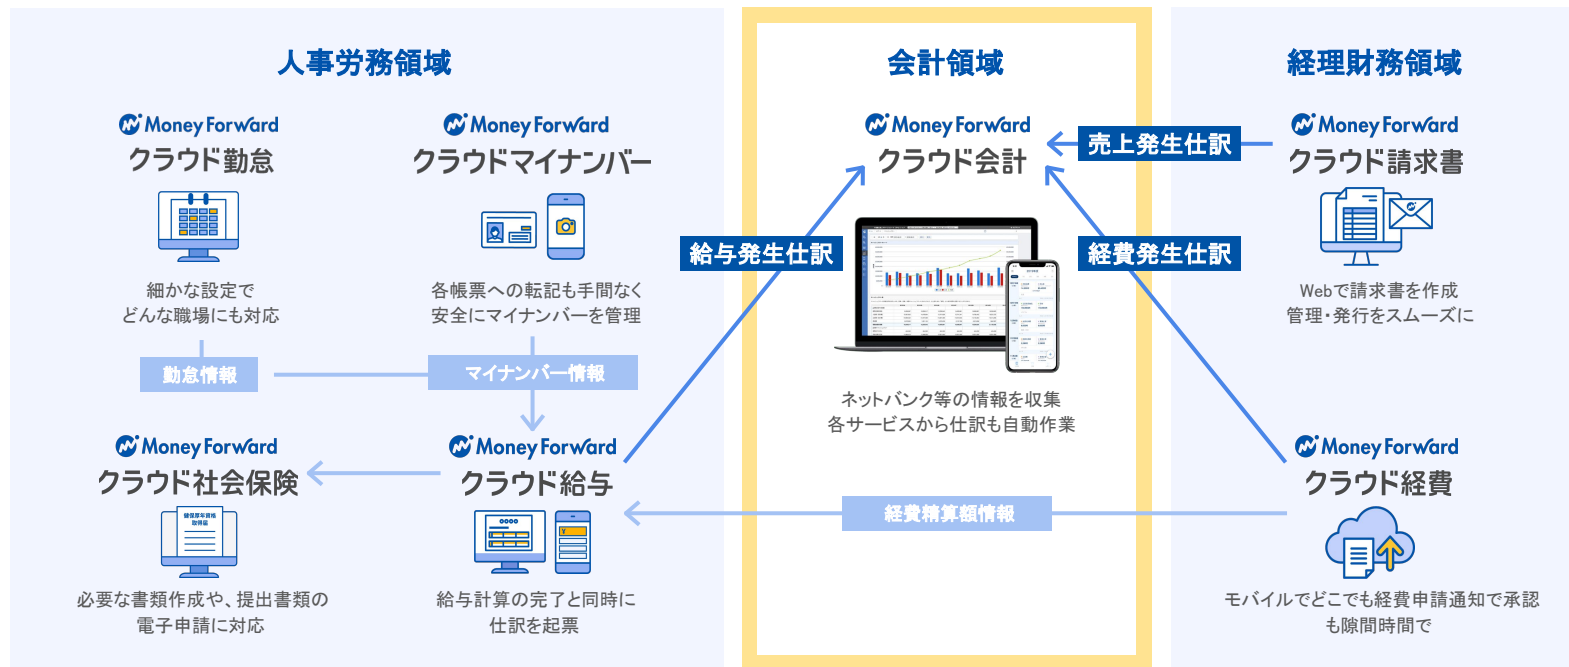 人事労務領域
Money Forward
クラウド勤怠
細かな設定で
どんな職場にも対応
勤怠情報
Money Forward
クラウドマイナンバー
各帳票への転記も手間なく
安全にマイナンバーを管理
マイナンバー情報
Money Forward
クラウド社会保険
健保厚年資格
取得届
必要な書類作成や、提出書類の
電子申請に対応
Money Forward
クラウド給与
¥
給与計算の完了と同時に
仕訳を起票
給与発生仕訳
会計領域
Money Forward
クラウド会計
ネットバンク等の情報を収集
各サービスから仕訳も自動作業
経費精算額情報
売上発生仕訳
経費発生仕訳
経理財務領域
Money Forward
クラウド請求書
Webで請求書を作成
管理・発行をスムーズに
Money Forward
クラウド経費
モバイルでどこでも経費申請通知で承認
も隙間時間で